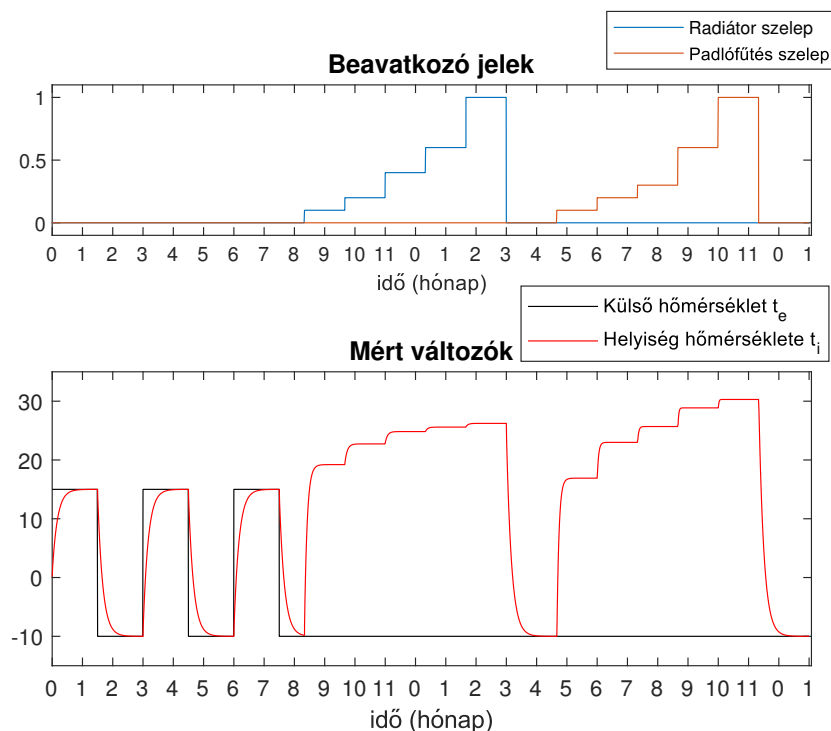 Radiátor szelep
Padlófűtés szelep
Beavatkozó jelek
1
0.5
0
0 1 2 3 4 5 6 7 8 9 10 11 0 1 2 3 4 5 6 7 8 9 10 11 0 1
idő (hónap)
Külső hőmérséklet t_e
Helyiség hőmérséklete t_i
Mért változók
30
20
10
0
-10
0 1 2 3 4 5 6 7 8 9 10 11 0 1 2 3 4 5 6 7 8 9 10 11 0 1
idő (hónap)